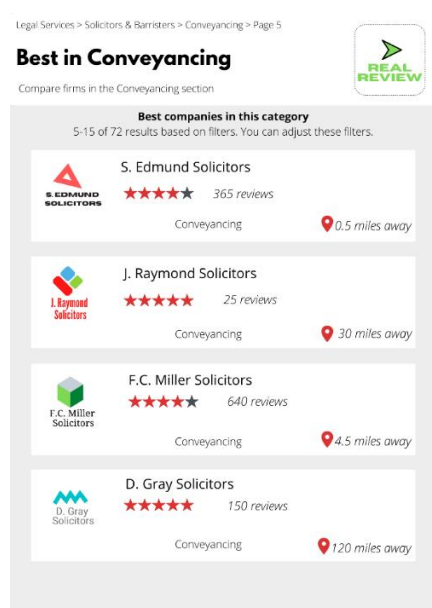 Legal Services > Solicitors & Barristers > Conveyancing > Page 5
Best in Conveyancing
REAL
REVIEW
Compare firms in the Conveyancing section
Best companies in this category
5-15 of 72 results based on filters. You can adjust these filters.
S. Edmund Solicitors
S.EDMUND
SOLICITORS
365 reviews
Conveyancing
0.5 miles away
J. Raymond Solicitors
J. Raymond
Solicitors
25 reviews
Conveyancing
30 miles away
F.C. Miller Solicitors
F.C. Miller
Solicitors
640 reviews
Conveyancing
4.5 miles away
D. Gray Solicitors
D. Gray
Solicitors
150 reviews
Conveyancing
120 miles away